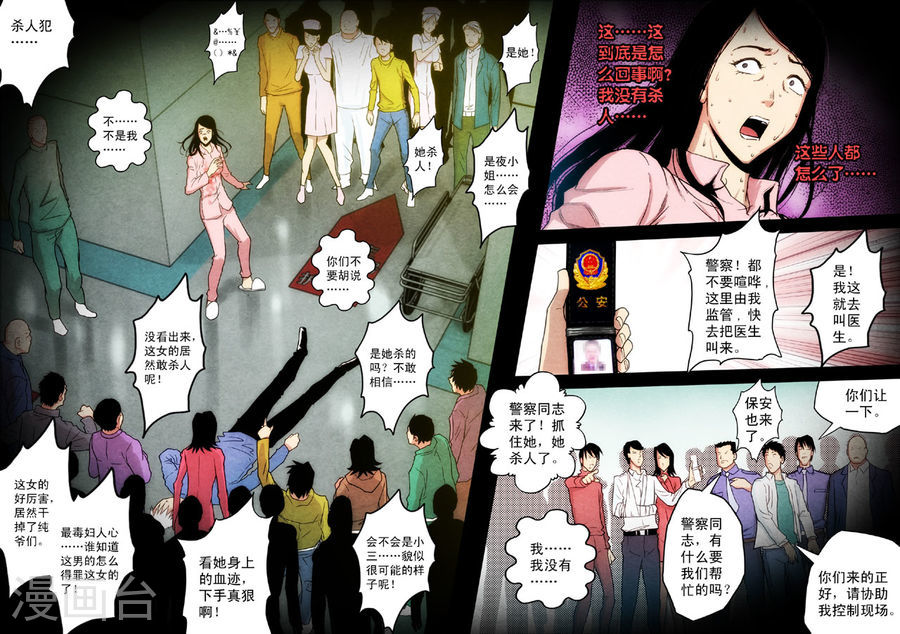 杀人犯
……
&…%¥
@……
（）*&
是她！
不……
不是我……
她杀
人！
是夜小
姐……
怎么会
……
你们不
要胡说
……
没看出来，
这女的居
然敢杀人
呢！
是她杀的
吗？不敢
相信……
这女的
好厉害，
居然干
掉了纯
爷们。
最毒妇人心
……谁知道
这男的怎么
得罪这女的
了！
看她身上
的血迹，
下手真狠
啊！
会不会是小
三……貌似
很可能的样
子呢！
这……这
到底是怎
么回事啊？
我没有杀
人……
这些人都
怎么了……
公安
警察！都
不要喧哗，
这里由我
监管，快
去把医生
叫来。
是！
我这
就去
叫医
生。
警察同志
来了！抓
住她，她
杀人了。
保安
也来
了。
你们让
一下。
我……
我没有……
警察同
志，有
什么要
我们帮
忙的吗？
你们来的正
好，请协助
我控制现场。
漫画台